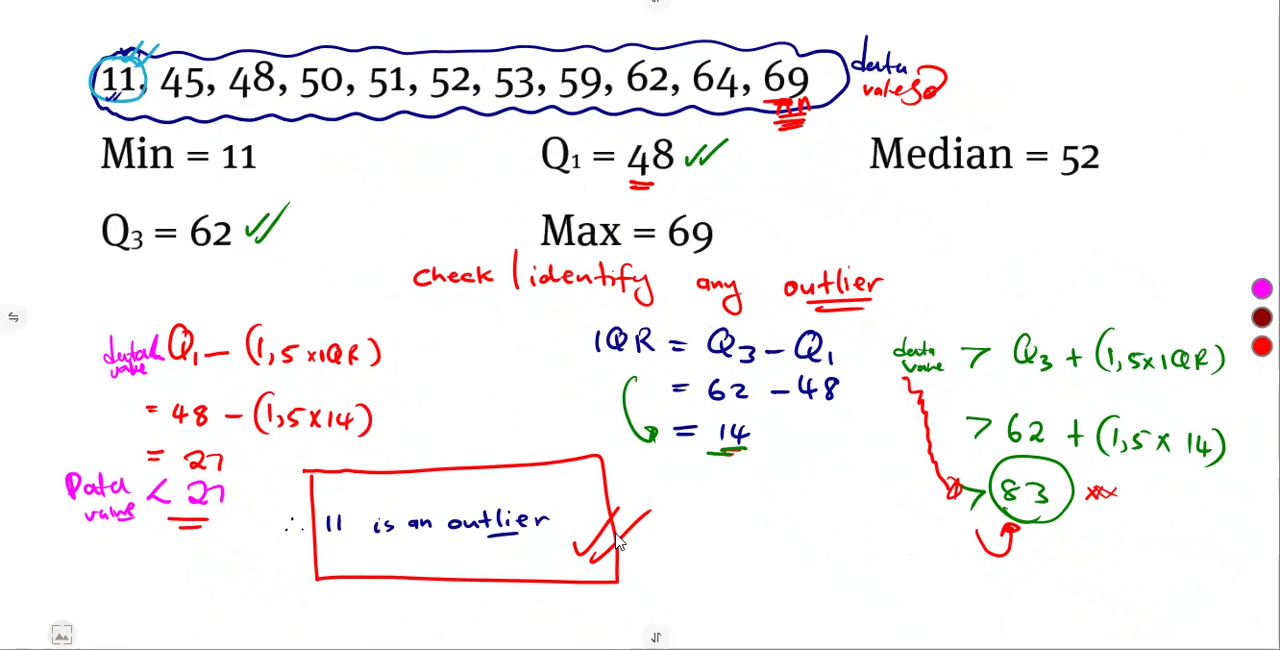 11, 45, 48, 50, 51, 52, 53, 59, 62, 64, 69
data
values
Min = 11
Q1 = 48
Median = 52
Q3 = 62
Max = 69
check | identify any outlier
data value < Q1 - (1,5 x IQR)
= 48 - (1,5 x 14)
= 27
Data value < 27
IQR = Q3 - Q1
= 62 - 48
= 14
∴ 11 is an outlier
data value > Q3 + (1,5 x IQR)
> 62 + (1,5 x 14)
> 83